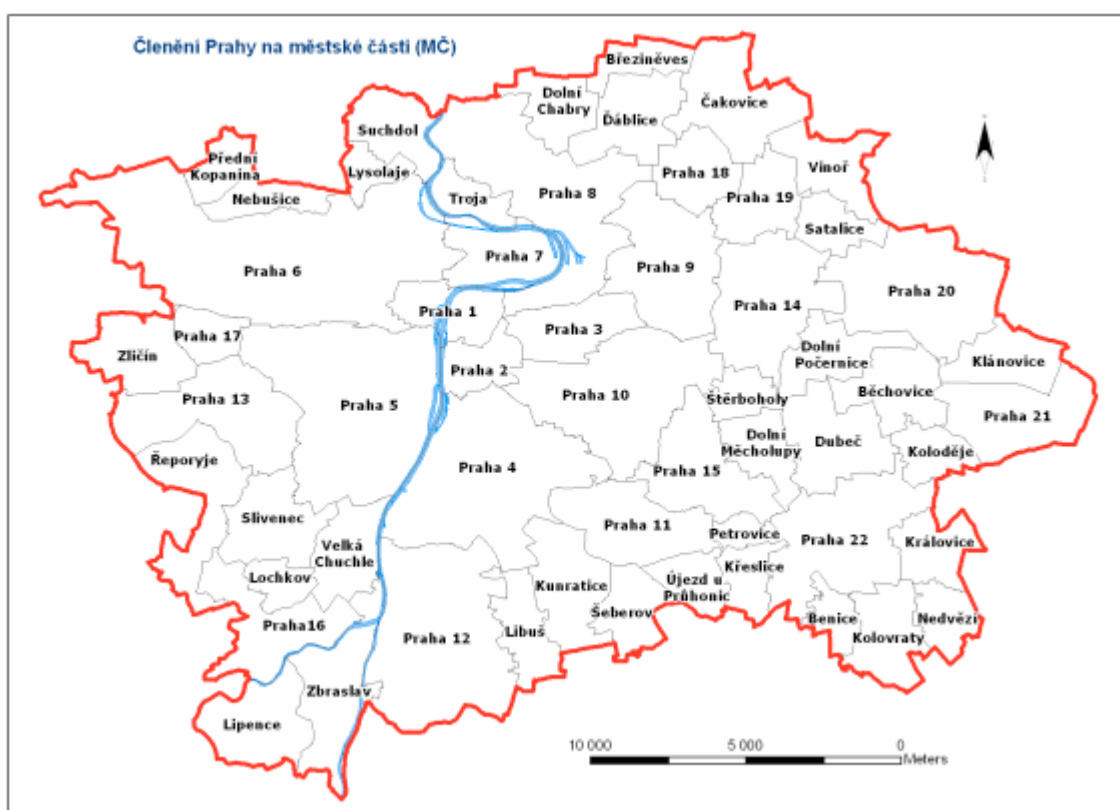 Členění Prahy na městské části (MČ)
Březiněves
Dolní
Chabry
Ďáblice
Čakovice
Suchdol
Přední
Kopanina
Lysolaje
Nebušice
Troja
Praha 8
Praha 18
Praha 19
Vinoř
Satalice
Praha 6
Praha 7
Praha 9
Praha 20
Praha 1
Praha 3
Praha 14
Praha 17
Zličín
Praha 2
Dolní
Počernice
Klánovice
Praha 13
Praha 5
Praha 10
Štěrboholy
Běchovice
Praha 21
Řeporyje
Praha 4
Praha 15
Dolní
Měcholupy
Dubeč
Koloděje
Slivenec
Velká
Chuchle
Praha 11
Petrovice
Praha 22
Královice
Lochkov
Kunratice
Újezd u
Průhonic
Křeslice
Praha16
Praha 12
Libuš
Šeberov
Benice
Kolovraty
Nedvězí
Zbraslav
Lipence
10 000
5 000
0
Meters